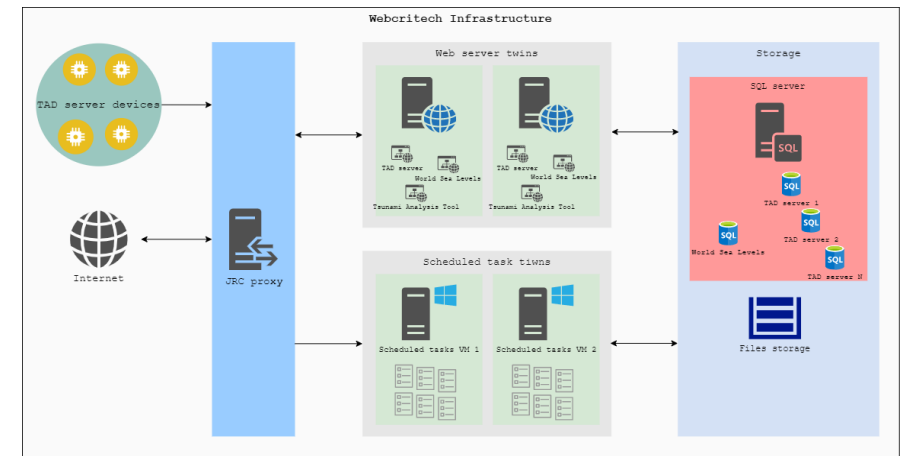 Webcritech Infrastructure
TAD server devices
Internet
JRC proxy
Web server twins
TAD server
World Sea Levels
Tsunami Analysis Tool
TAD server
World Sea Levels
Tsunami Analysis Tool
Scheduled task tiwns
Scheduled tasks VM 1
Scheduled tasks VM 2
Storage
SQL server
SQL
SQL
TAD server 1
SQL
TAD server 2
SQL
World Sea Levels
SQL
TAD server N
Files storage